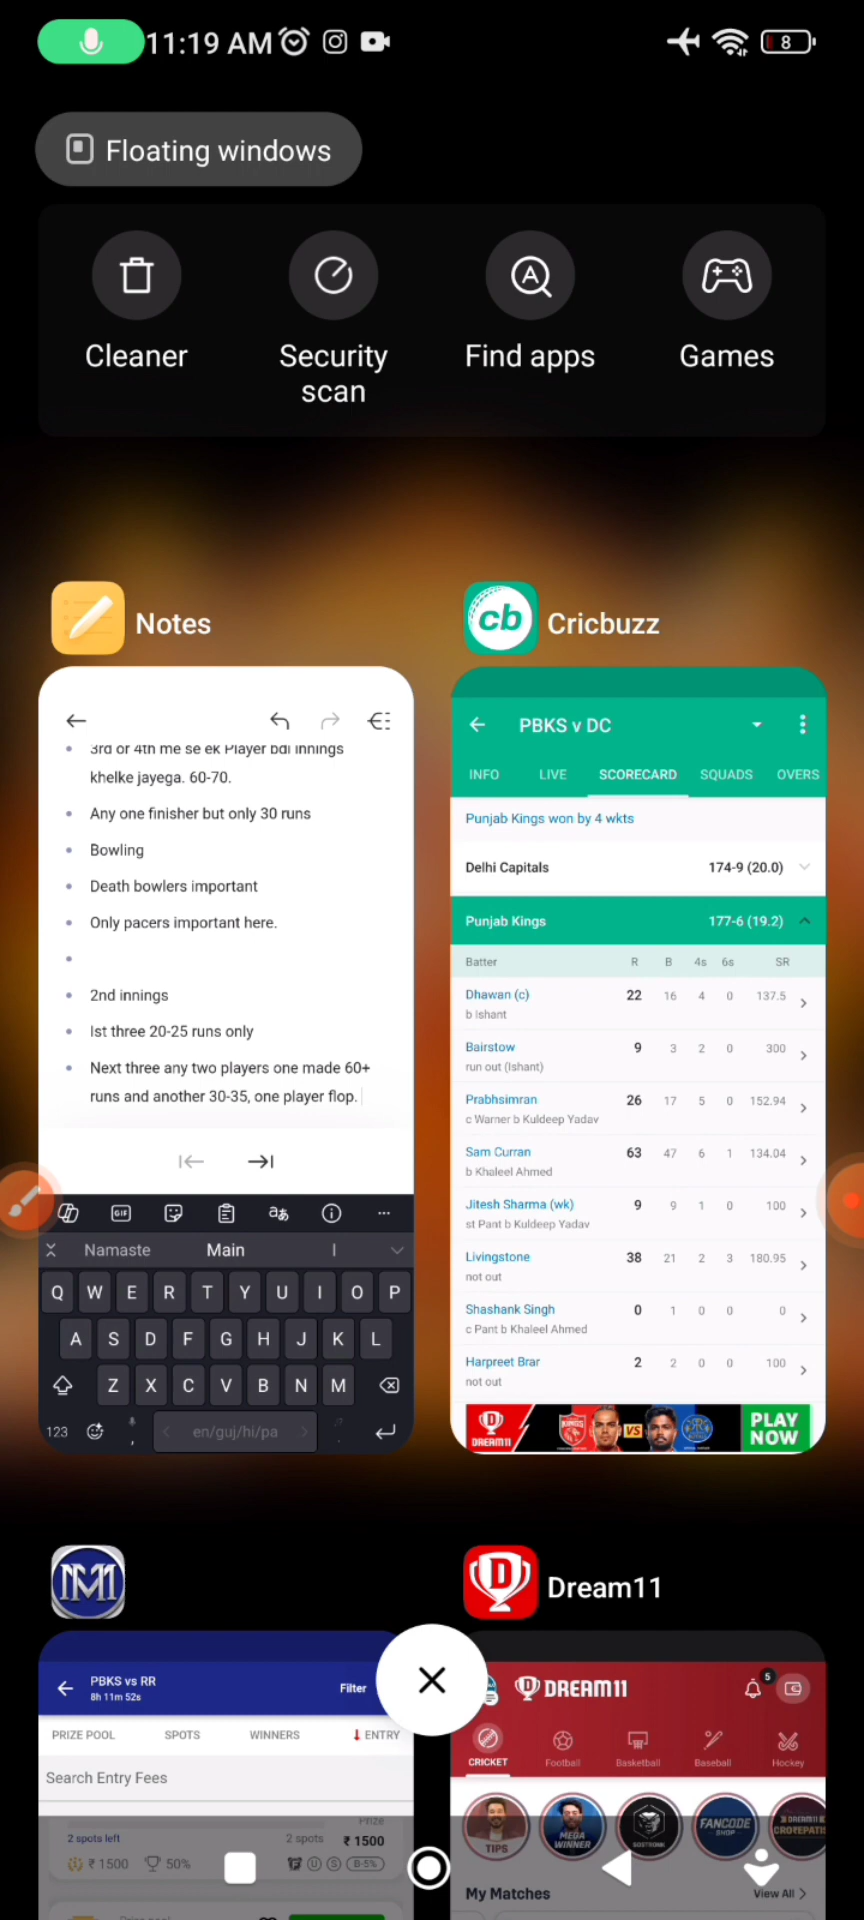 11:19 AM
8
Floating windows
Cleaner
Security
scan
Find apps
Games
Notes
3rd or 4th me se ek Player bdi innings
khelke jayega. 60-70.
Any one finisher but only 30 runs
Bowling
Death bowlers important
Only pacers important here.
2nd innings
Ist three 20-25 runs only
Next three any two players one made 60+
runs and another 30-35, one player flop.
GIF
Namaste Main I
Q W E R T Y U I O P
A S D F G H J K L
Z X C V B N M
123 , en/guj/hi/pa
cb Cricbuzz
PBKS v DC
INFO LIVE SCORECARD SQUADS OVERS
Punjab Kings won by 4 wkts
Delhi Capitals 174-9 (20.0)
Punjab Kings 177-6 (19.2)
Batter R B 4s 6s SR
Dhawan (c) 22 16 4 0 137.5
b Ishant
Bairstow 9 3 2 0 300
run out (Ishant)
Prabhsimran 26 17 5 0 152.94
c Warner b Kuldeep Yadav
Sam Curran 63 47 6 1 134.04
b Khaleel Ahmed
Jitesh Sharma (wk) 9 9 1 0 100
st Pant b Kuldeep Yadav
Livingstone 38 21 2 3 180.95
not out
Shashank Singh 0 1 0 0 0
c Pant b Khaleel Ahmed
Harpreet Brar 2 2 0 0 100
not out
DREAM11 VS PLAY
NOW
PBKS vs RR
8h 11m 52s
Filter
PRIZE POOL SPOTS WINNERS ENTRY
Search Entry Fees
2 spots left 2 spots ₹ 1500
₹ 1500 50% U S B-5%
Dream11
DREAM11 5
CRICKET Football Basketball Baseball Hockey
TIPS
MEGA
WINNER
FANCODE
SHOP
My Matches View All